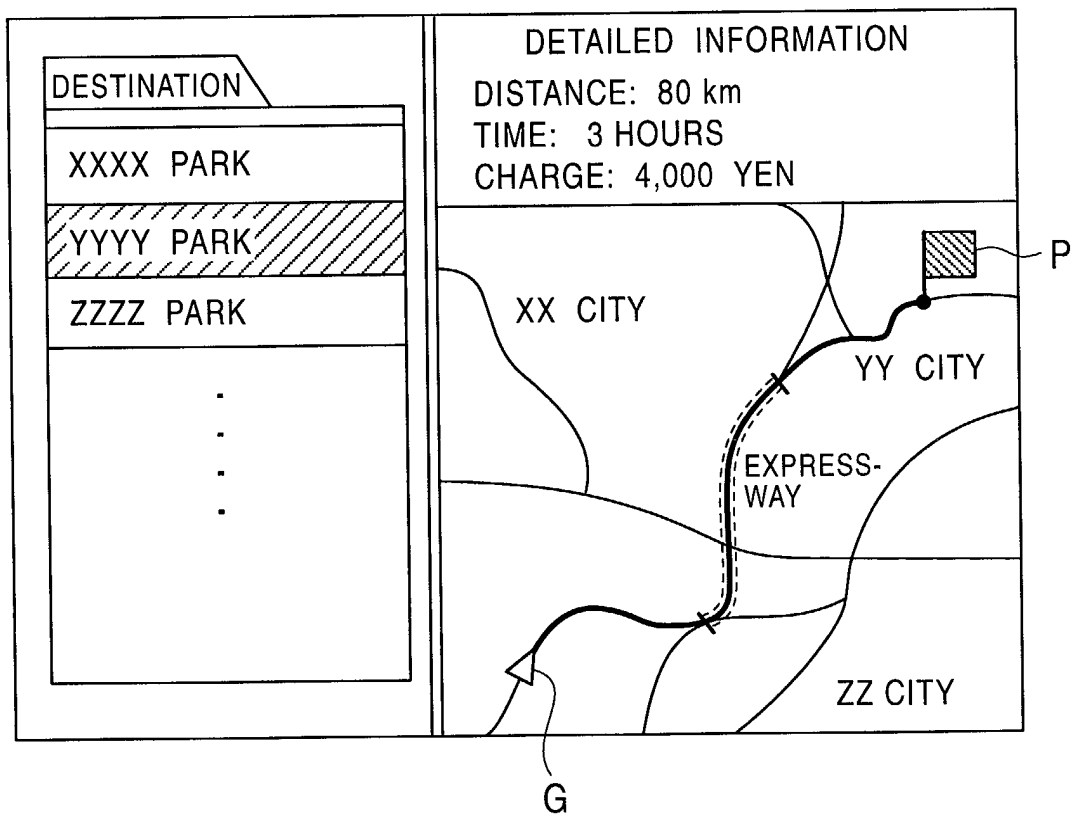 DESTINATION
XXXX PARK
YYYY PARK
ZZZZ PARK
DETAILED INFORMATION
DISTANCE: 80 km
TIME: 3 HOURS
CHARGE: 4,000 YEN
P
XX CITY
YY CITY
EXPRESS-
WAY
ZZ CITY
G